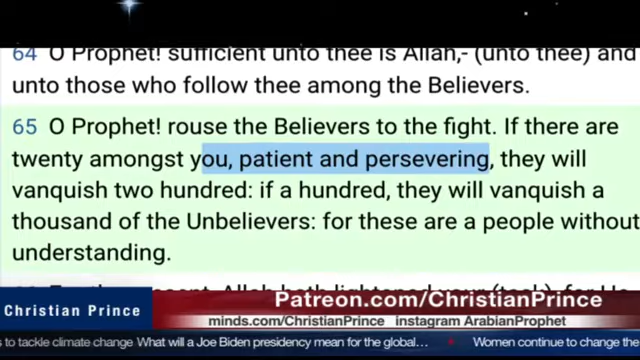 64 O Prophet! sufficient unto thee is Allah,- (unto thee) and
unto those who follow thee among the Believers.
65 O Prophet! rouse the Believers to the fight. If there are
twenty amongst you, patient and persevering, they will
vanquish two hundred: if a hundred, they will vanquish a
thousand of the Unbelievers: for these are a people without
understanding.
Christian Prince
Patreon.com/ChristianPrince
minds.com/ChristianPrince instagram ArabianProphet
s to tackle climate change What will a Joe Biden presidency mean for the global... Women continue to change the